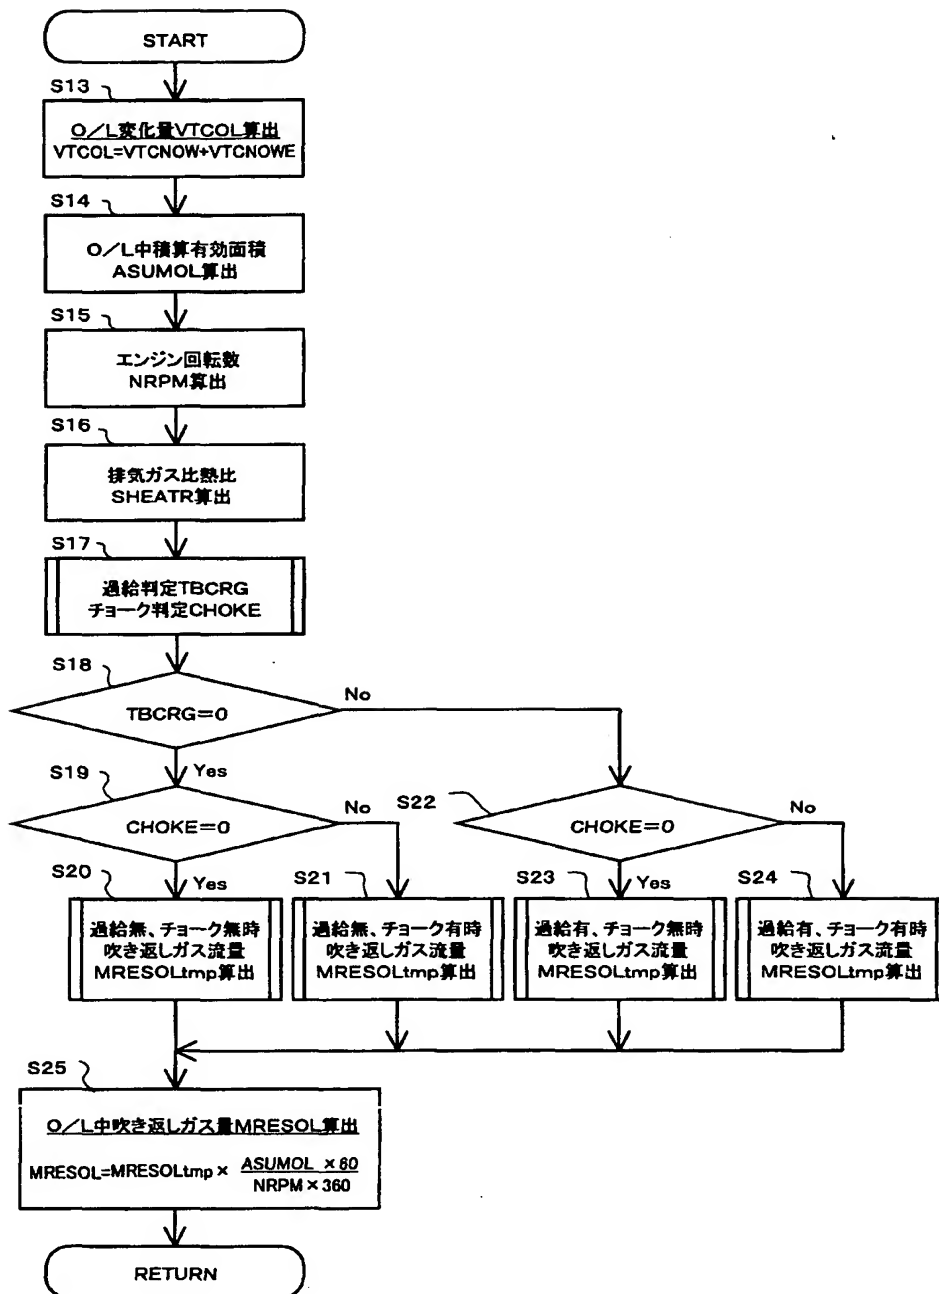 START
S13
O/L変化量VTCOL算出
VTCOL=VTCNOW+VTCNOWE
S14
O/L中積算有効面積
ASUMOL算出
S15
エンジン回転数
NRPM算出
S16
排気ガス比熱比
SHEATR算出
S17
過給判定TBCRG
チョーク判定CHOKE
S18
TBCRG=0
No
Yes
S19
CHOKE=0
No
S22
CHOKE=0
No
S20
Yes
過給無、チョーク無時
吹き返しガス流量
MRESOLtmp算出
S21
過給無、チョーク有時
吹き返しガス流量
MRESOLtmp算出
S23
Yes
過給有、チョーク無時
吹き返しガス流量
MRESOLtmp算出
S24
過給有、チョーク有時
吹き返しガス流量
MRESOLtmp算出
S25
O/L中吹き返しガス量MRESOL算出
MRESOL=MRESOLtmp× ASUMOL ×60
NRPM×360
RETURN